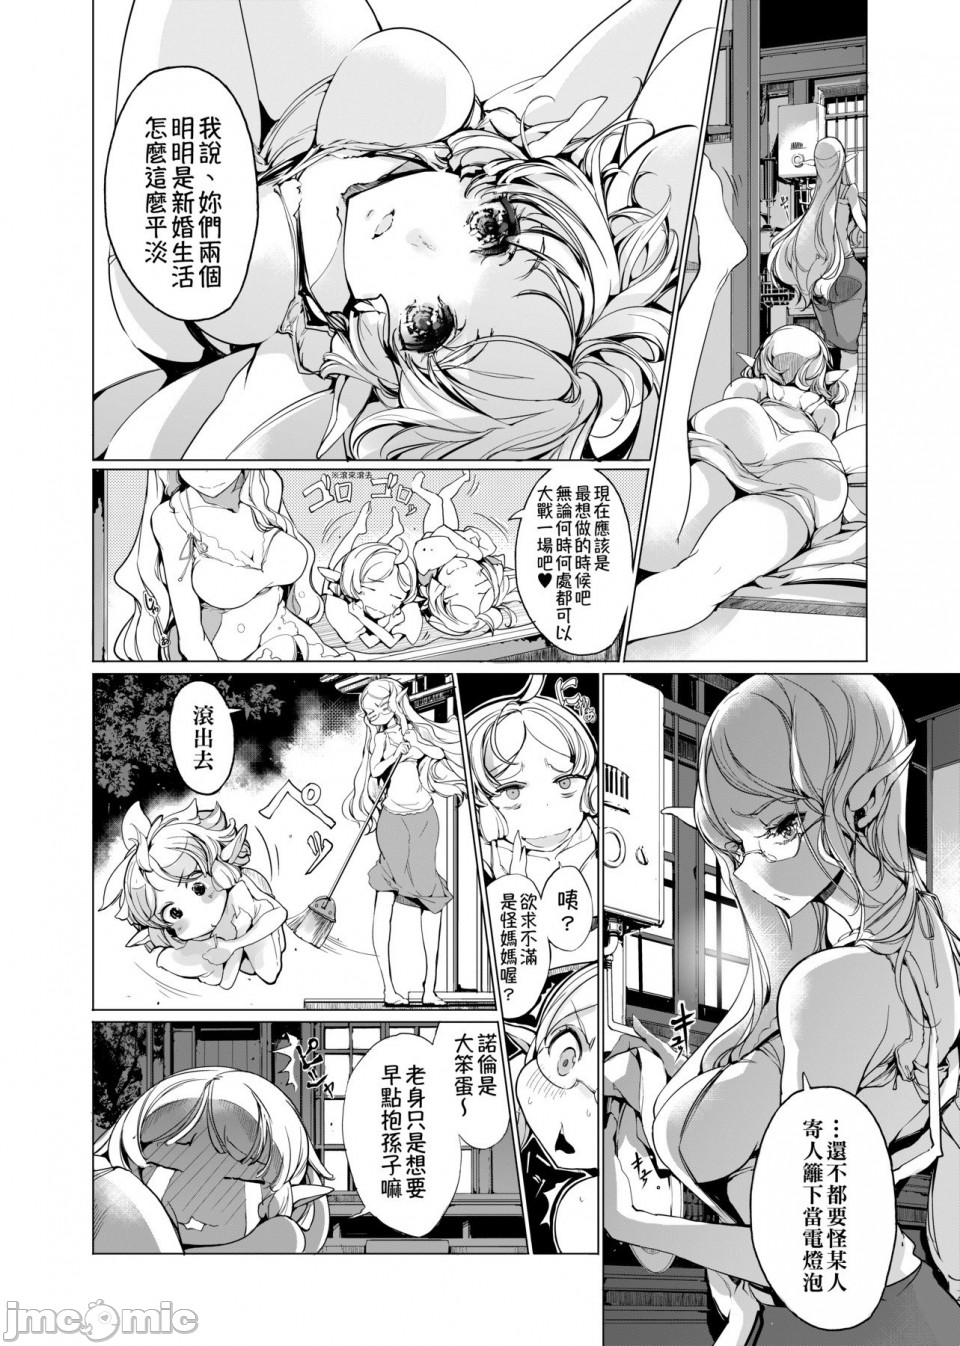 我說、妳們兩個
明明是新婚生活
怎麼這麼平淡
現在應該是
最想做的時候吧
無論何時何處都可以
大戰一場吧♥
※滾來滾去
ゴロ
ゴロ
…還不都要怪某人
寄人籬下當電燈泡
咦？
欲求不滿
是怪媽媽喔？
滾出去
ペ
諾倫是
大笨蛋～
老身只是想要
早點抱孫子嘛
jmcomic